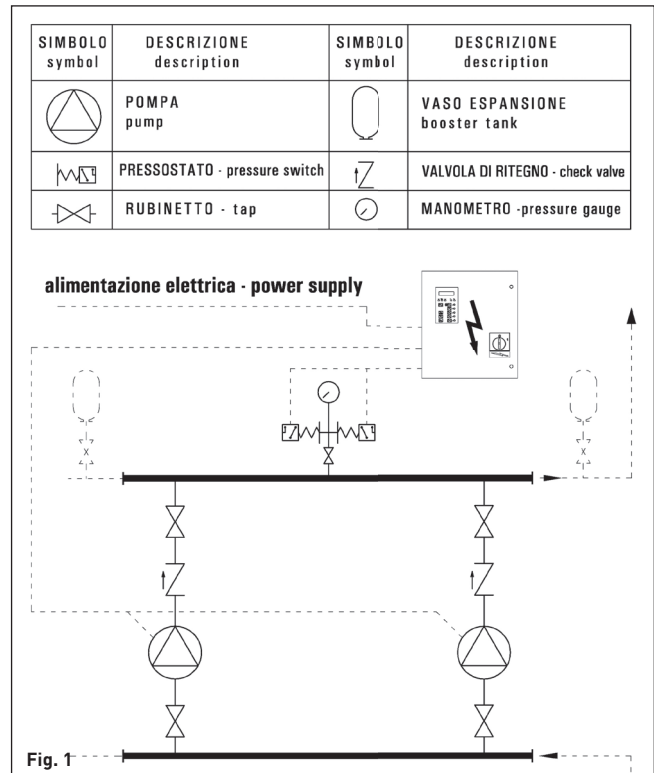 SIMBOLO DESCRIZIONE SIMBOLO DESCRIZIONE
symbol description symbol description
POMPA
pump
VASO ESPANSIONE
booster tank
PRESSOSTATO - pressure switch
VALVOLA DI RITEGNO - check valve
RUBINETTO - tap
MANOMETRO -pressure gauge
alimentazione elettrica - power supply
Fig. 1